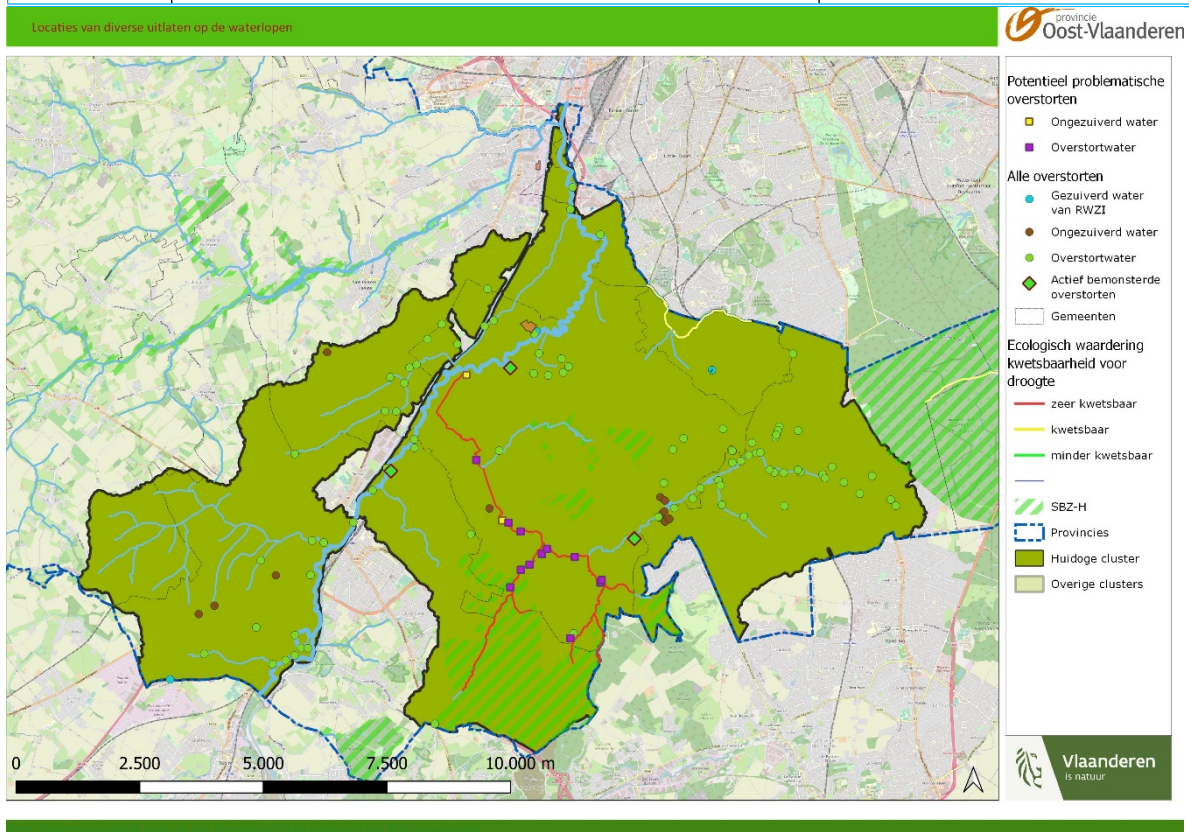 Locaties van diverse uitlaten op de waterlopen
provincie
Oost-Vlaanderen
Potentieel problematische
overstorten
Ongezuiverd water
Overstortwater
Alle overstorten
Gezuiverd water
van RWZI
Ongezuiverd water
Overstortwater
Actief bemonsterde
overstorten
Gemeenten
Ecologisch waardering
kwetsbaarheid voor
droogte
zeer kwetsbaar
kwetsbaar
minder kwetsbaar
SBZ-H
Provincies
Huidoge cluster
Overige clusters
0 2.500 5.000 7.500 10.000 m
Vlaanderen
is natuur